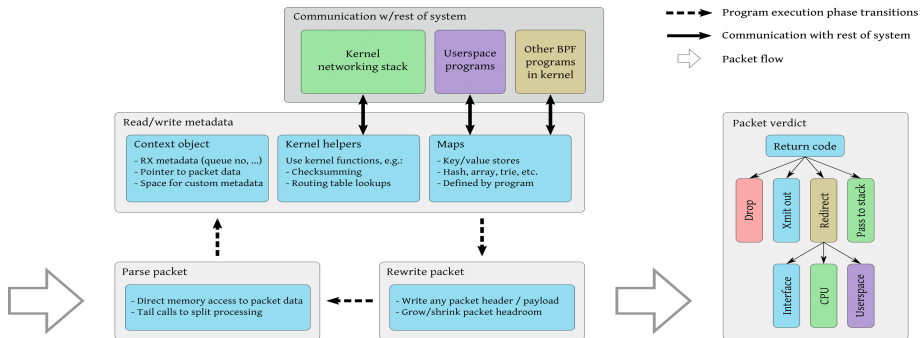 Communication w/rest of system
Kernel
networking stack
Userspace
programs
Other BPF
programs
in kernel
Program execution phase transitions
Communication with rest of system
Packet flow
Read/write metadata
Context object
- RX metadata (queue no, ...)
- Pointer to packet data
- Space for custom metadata
Kernel helpers
Use kernel functions, e.g.:
- Checksumming
- Routing table lookups
Maps
- Key/value stores
- Hash, array, trie, etc.
- Defined by program
Parse packet
- Direct memory access to packet data
- Tail calls to split processing
Rewrite packet
- Write any packet header / payload
- Grow/shrink packet headroom
Packet verdict
Return code
Drop
Xmit out
Redirect
Pass to stack
Interface
CPU
Userspace